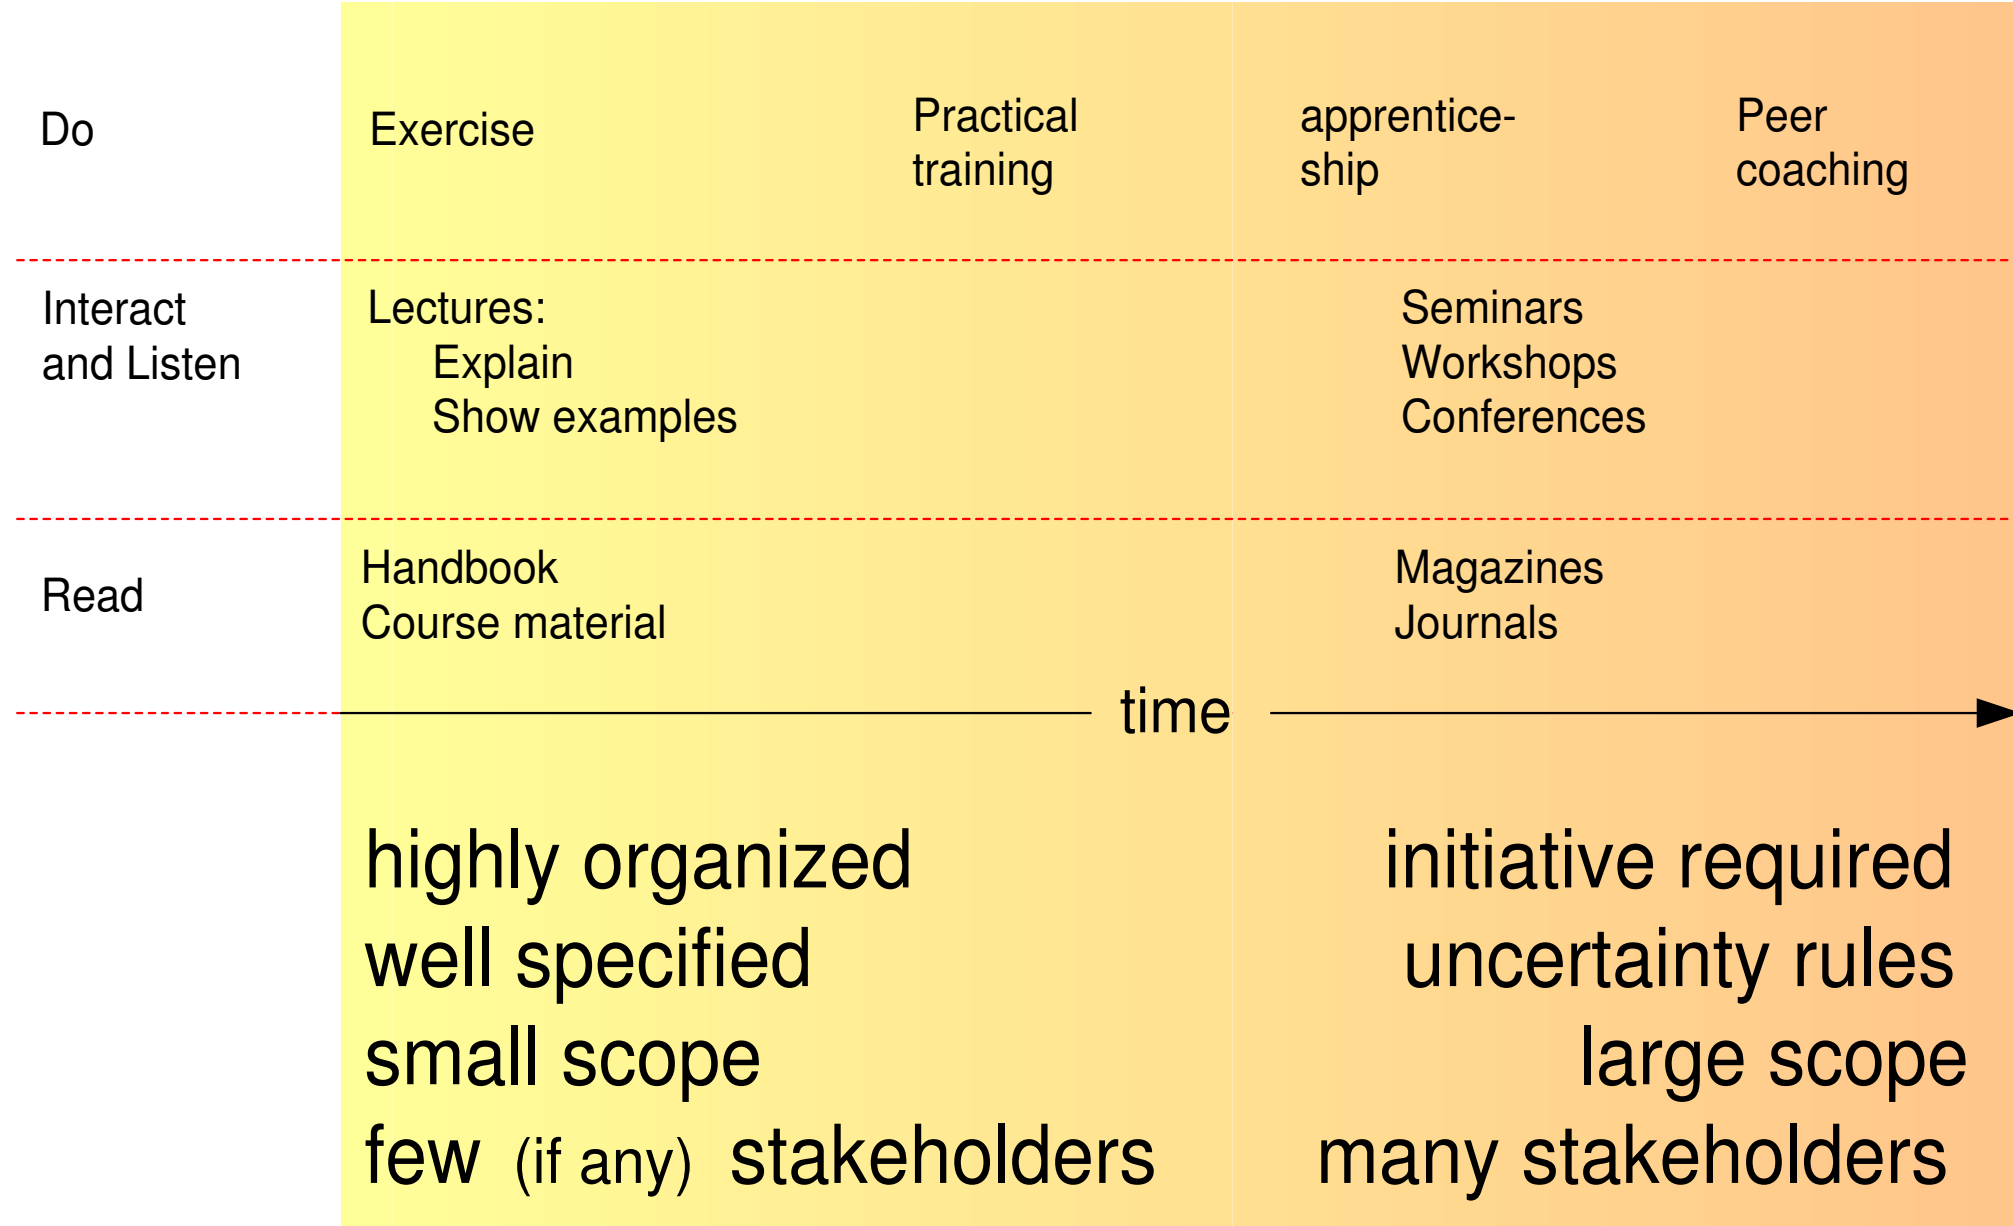 Do
Exercise
Practical
training
apprentice-
ship
Peer
coaching
Interact
and Listen
Lectures:
Explain
Show examples
Seminars
Workshops
Conferences
Read
Handbook
Course material
Magazines
Journals
time
highly organized
well specified
small scope
few (if any) stakeholders
initiative required
uncertainty rules
large scope
many stakeholders